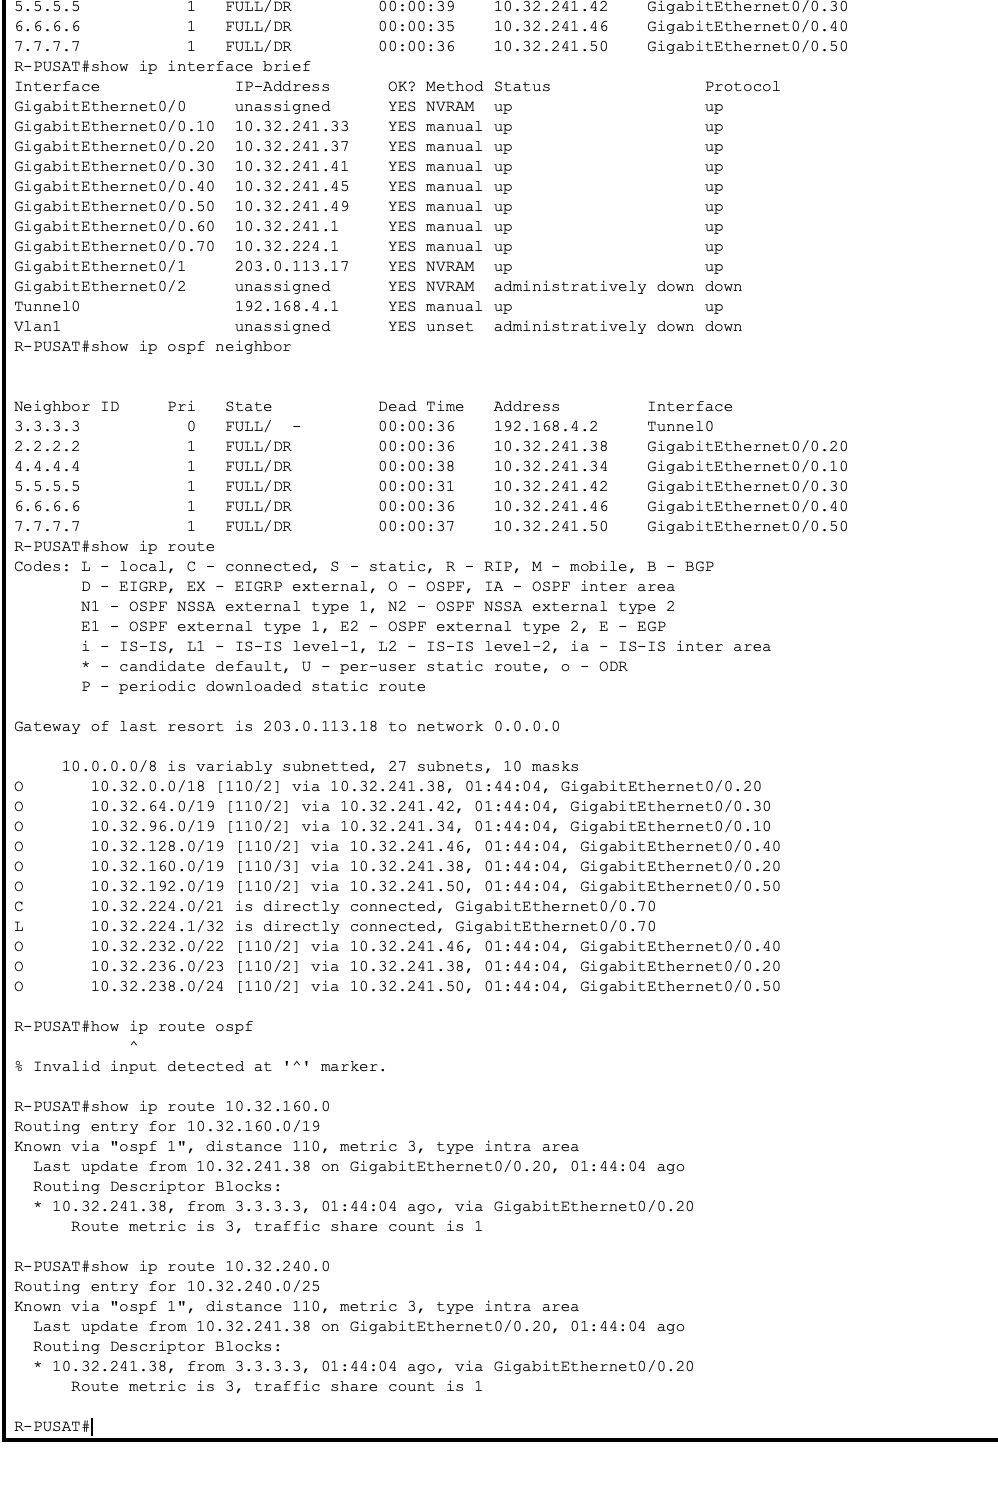 5.5.5.5           1   FULL/DR         00:00:39    10.32.241.42    GigabitEthernet0/0.30
6.6.6.6           1   FULL/DR         00:00:35    10.32.241.46    GigabitEthernet0/0.40
7.7.7.7           1   FULL/DR         00:00:36    10.32.241.50    GigabitEthernet0/0.50
R-PUSAT#show ip interface brief
Interface              IP-Address      OK? Method Status                Protocol
GigabitEthernet0/0     unassigned      YES NVRAM  up                    up
GigabitEthernet0/0.10  10.32.241.33    YES manual up                    up
GigabitEthernet0/0.20  10.32.241.37    YES manual up                    up
GigabitEthernet0/0.30  10.32.241.41    YES manual up                    up
GigabitEthernet0/0.40  10.32.241.45    YES manual up                    up
GigabitEthernet0/0.50  10.32.241.49    YES manual up                    up
GigabitEthernet0/0.60  10.32.241.1     YES manual up                    up
GigabitEthernet0/0.70  10.32.224.1     YES manual up                    up
GigabitEthernet0/1     203.0.113.17    YES NVRAM  up                    up
GigabitEthernet0/2     unassigned      YES NVRAM  administratively down down
Tunnel0                192.168.4.1     YES manual up                    up
Vlan1                  unassigned      YES unset  administratively down down
R-PUSAT#show ip ospf neighbor
Neighbor ID     Pri   State           Dead Time   Address         Interface
3.3.3.3           0   FULL/  -        00:00:36    192.168.4.2     Tunnel0
2.2.2.2           1   FULL/DR         00:00:36    10.32.241.38    GigabitEthernet0/0.20
4.4.4.4           1   FULL/DR         00:00:38    10.32.241.34    GigabitEthernet0/0.10
5.5.5.5           1   FULL/DR         00:00:31    10.32.241.42    GigabitEthernet0/0.30
6.6.6.6           1   FULL/DR         00:00:36    10.32.241.46    GigabitEthernet0/0.40
7.7.7.7           1   FULL/DR         00:00:37    10.32.241.50    GigabitEthernet0/0.50
R-PUSAT#show ip route
Codes: L - local, C - connected, S - static, R - RIP, M - mobile, B - BGP
       D - EIGRP, EX - EIGRP external, O - OSPF, IA - OSPF inter area
       N1 - OSPF NSSA external type 1, N2 - OSPF NSSA external type 2
       E1 - OSPF external type 1, E2 - OSPF external type 2, E - EGP
       i - IS-IS, L1 - IS-IS level-1, L2 - IS-IS level-2, ia - IS-IS inter area
       * - candidate default, U - per-user static route, o - ODR
       P - periodic downloaded static route
Gateway of last resort is 203.0.113.18 to network 0.0.0.0
     10.0.0.0/8 is variably subnetted, 27 subnets, 10 masks
O       10.32.0.0/18 [110/2] via 10.32.241.38, 01:44:04, GigabitEthernet0/0.20
O       10.32.64.0/19 [110/2] via 10.32.241.42, 01:44:04, GigabitEthernet0/0.30
O       10.32.96.0/19 [110/2] via 10.32.241.34, 01:44:04, GigabitEthernet0/0.10
O       10.32.128.0/19 [110/2] via 10.32.241.46, 01:44:04, GigabitEthernet0/0.40
O       10.32.160.0/19 [110/3] via 10.32.241.38, 01:44:04, GigabitEthernet0/0.20
O       10.32.192.0/19 [110/2] via 10.32.241.50, 01:44:04, GigabitEthernet0/0.50
C       10.32.224.0/21 is directly connected, GigabitEthernet0/0.70
L       10.32.224.1/32 is directly connected, GigabitEthernet0/0.70
O       10.32.232.0/22 [110/2] via 10.32.241.46, 01:44:04, GigabitEthernet0/0.40
O       10.32.236.0/23 [110/2] via 10.32.241.38, 01:44:04, GigabitEthernet0/0.20
O       10.32.238.0/24 [110/2] via 10.32.241.50, 01:44:04, GigabitEthernet0/0.50
R-PUSAT#how ip route ospf
            ^
% Invalid input detected at '^' marker.
R-PUSAT#show ip route 10.32.160.0
Routing entry for 10.32.160.0/19
Known via "ospf 1", distance 110, metric 3, type intra area
  Last update from 10.32.241.38 on GigabitEthernet0/0.20, 01:44:04 ago
  Routing Descriptor Blocks:
  * 10.32.241.38, from 3.3.3.3, 01:44:04 ago, via GigabitEthernet0/0.20
      Route metric is 3, traffic share count is 1
R-PUSAT#show ip route 10.32.240.0
Routing entry for 10.32.240.0/25
Known via "ospf 1", distance 110, metric 3, type intra area
  Last update from 10.32.241.38 on GigabitEthernet0/0.20, 01:44:04 ago
  Routing Descriptor Blocks:
  * 10.32.241.38, from 3.3.3.3, 01:44:04 ago, via GigabitEthernet0/0.20
      Route metric is 3, traffic share count is 1
R-PUSAT#